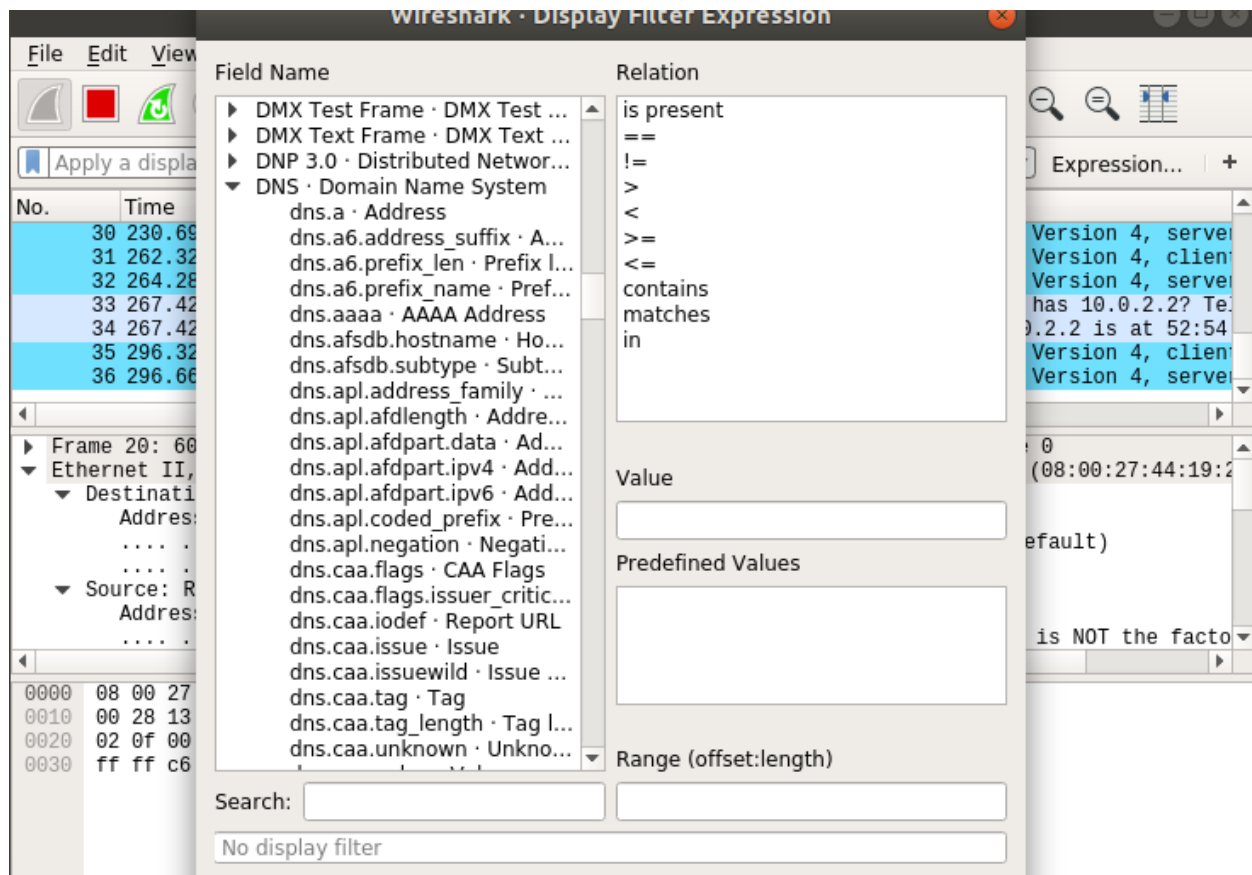 Wireshark · Display Filter Expression
File Edit View
Field Name
Relation
DMX Test Frame · DMX Test ...
DMX Text Frame · DMX Text ...
DNP 3.0 · Distributed Networ...
DNS · Domain Name System
dns.a · Address
dns.a6.address_suffix · A...
dns.a6.prefix_len · Prefix l...
dns.a6.prefix_name · Pref...
dns.aaaa · AAAA Address
dns.afsdb.hostname · Ho...
dns.afsdb.subtype · Subt...
dns.apl.address_family · ...
dns.apl.afdlength · Addre...
dns.apl.afdpart.data · Ad...
dns.apl.afdpart.ipv4 · Add...
dns.apl.afdpart.ipv6 · Add...
dns.apl.coded_prefix · Pre...
dns.apl.negation · Negati...
dns.caa.flags · CAA Flags
dns.caa.flags.issuer_critic...
dns.caa.iodef · Report URL
dns.caa.issue · Issue
dns.caa.issuewild · Issue ...
dns.caa.tag · Tag
dns.caa.tag_length · Tag l...
dns.caa.unknown · Unkno...
is present
==
!=
>
<
>=
<=
contains
matches
in
Value
Predefined Values
Range (offset:length)
Search:
No display filter
Apply a displa
Expression... +
No. Time
30 230.69
31 262.32
32 264.28
33 267.42
34 267.42
35 296.32
36 296.66
Version 4, server
Version 4, client
Version 4, server
has 10.0.2.2? Tel
0.2.2 is at 52:54
Version 4, client
Version 4, server
Frame 20: 60
Ethernet II,
Destinati
Address
.... .
.... .
Source: R
Address
.... .
0
(08:00:27:44:19:2
efault)
is NOT the facto
0000 08 00 27
0010 00 28 13
0020 02 0f 00
0030 ff ff c6